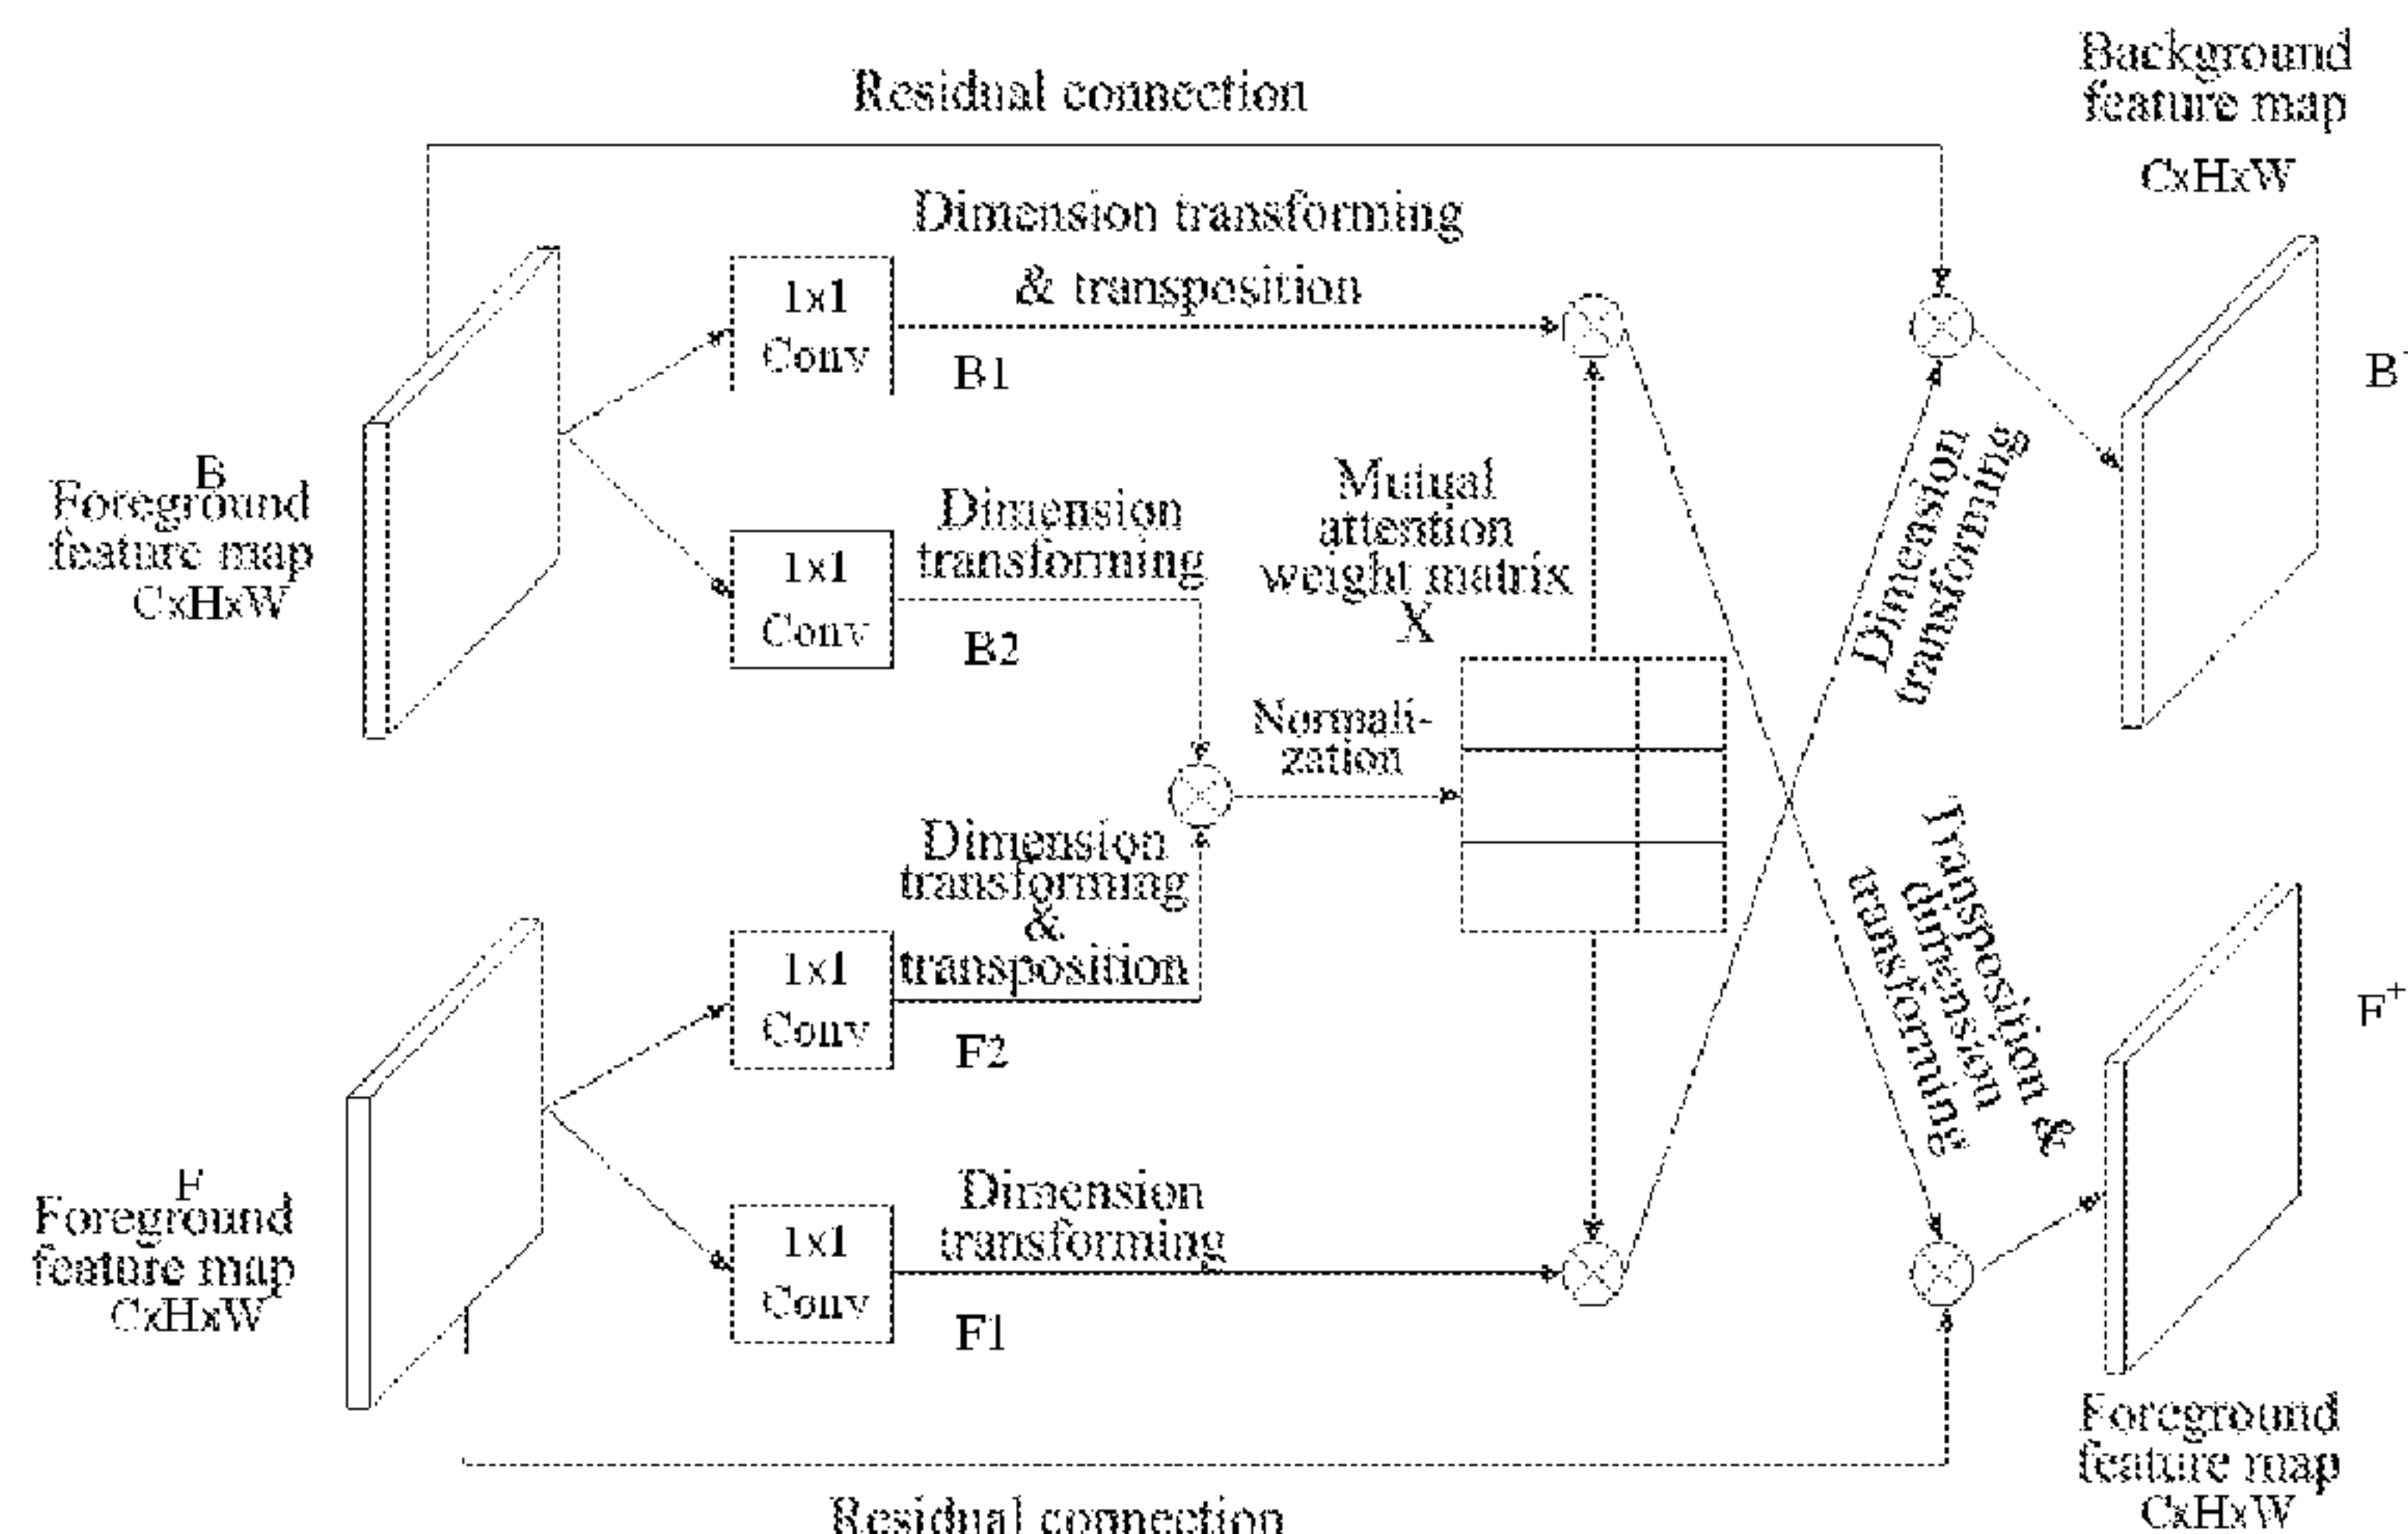 Residual connection
Background
feature map
CxHxW
Dimension transforming
& transposition
1x1
Conv
B1
B
B
Foreground
feature map
CxHxW
1x1
Conv
Dimension
transforming
B2
Mutual
attention
weight matrix
X
Dimension
transforming
Normali-
zation
Dimension
transforming
&
transposition
1x1
Conv
F2
Transposition &
dimension
transforming
F+
F
Foreground
feature map
CxHxW
1x1
Conv
Dimension
transforming
F1
Foreground
feature map
CxHxW
Residual connection